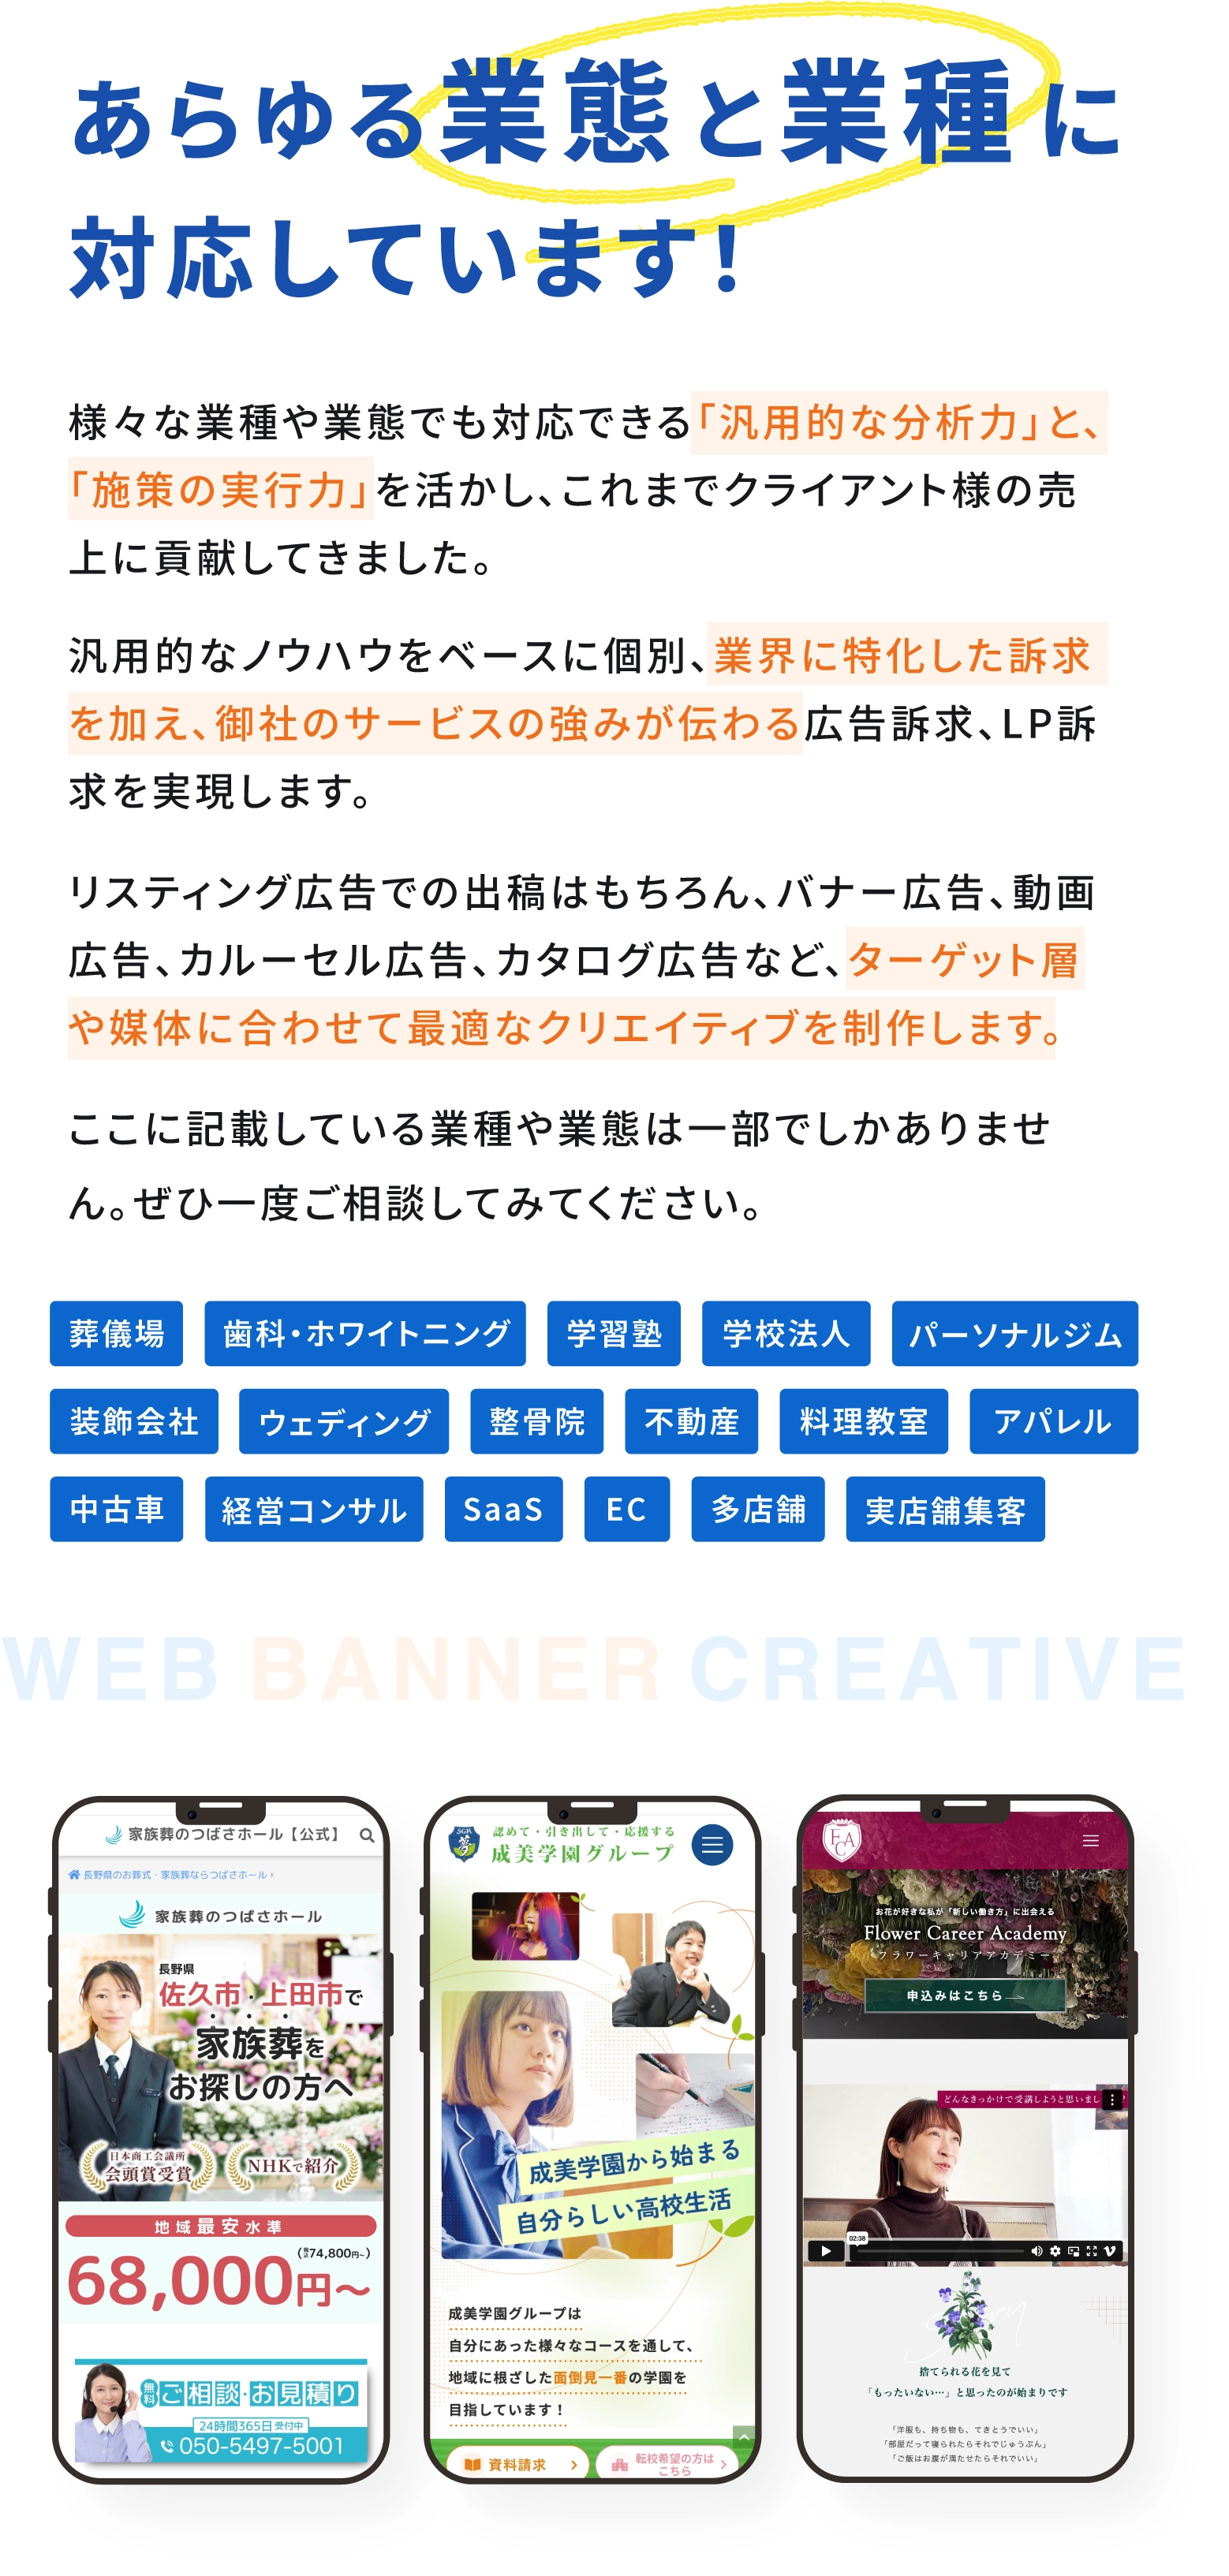 あらゆる業態と業種に
対応しています！
様々な業種や業態でも対応できる「汎用的な分析力」と、
「施策の実行力」を活かし、これまでクライアント様の売
上に貢献してきました。
汎用的なノウハウをベースに個別、業界に特化した訴求
を加え、御社のサービスの強みが伝わる広告訴求、LP訴
求を実現します。
リスティング広告での出稿はもちろん、バナー広告、動画
広告、カルーセル広告、カタログ広告など、ターゲット層
や媒体に合わせて最適なクリエイティブを制作します。
ここに記載している業種や業態は一部でしかありませ
ん。ぜひ一度ご相談してみてください。
葬儀場 歯科・ホワイトニング 学習塾 学校法人 パーソナルジム
装飾会社 ウェディング 整骨院 不動産 料理教室 アパレル
中古車 経営コンサル SaaS EC 多店舗 実店舗集客
WEB BANNER CREATIVE
家族葬のつばさホール【公式】
長野県のお葬式・家族葬ならつばさホール
家族葬のつばさホール
長野県
佐久市・上田市で
家族葬を
お探しの方へ
日本商工会議所
会頭賞受賞
NHKで紹介
地域最安水準
(税込74,800円~)
68,000円〜
無料ご相談・お見積り
24時間365日受付中
050-5497-5001
SGK
夢
認めて・引き出して・応援する
成美学園グループ
成美学園から始まる
自分らしい高校生活
成美学園グループは
自分にあった様々なコースを通して、
地域に根ざした面倒見一番の学園を
目指しています！
資料請求
転校希望の方は
こちら
FCA
お花が好きな私が「新しい働き方」に出会える
Flower Career Academy
フラワーキャリアアカデミー
申込みはこちら
どんなきっかけで受講しようと思いまし
02:38
Story
捨てられる花を見て
「もったいない…」と思ったのが始まりです
「洋服も、持ち物も、てきとうでいい」
「部屋だって寝られたらそれでじゅうぶん」
「ご飯はお腹が満たせたらそれでいい」